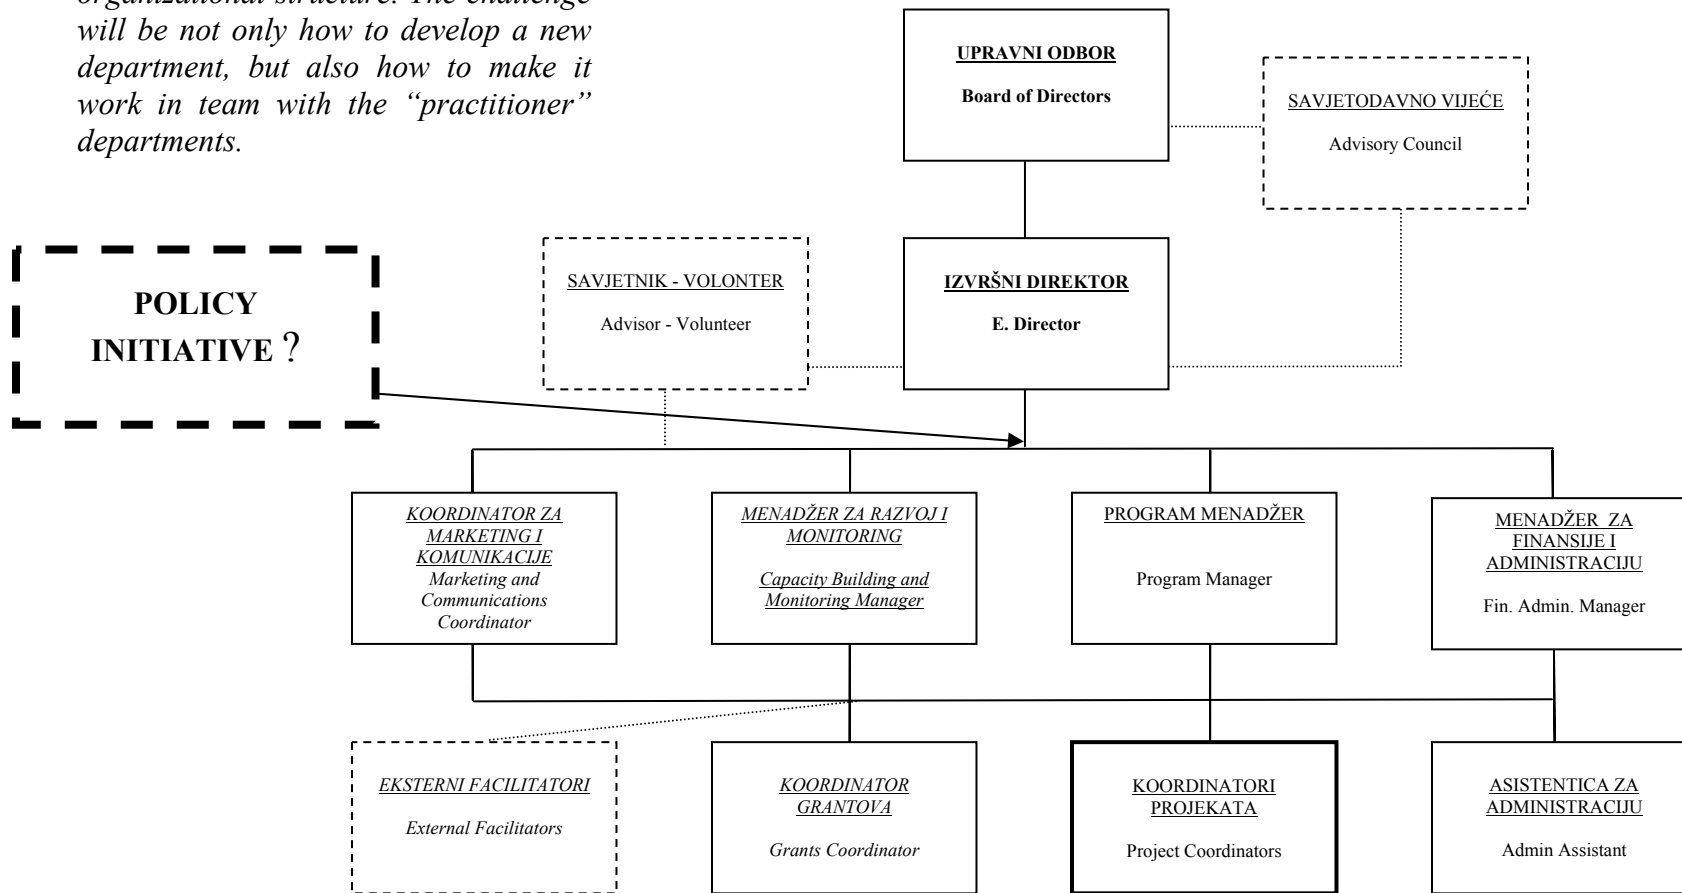 organizational structure. The challenge
will be not only how to develop a new
department, but also how to make it
work in team with the “practitioner”
departments.
UPRAVNI ODBOR
Board of Directors
SAVJETODAVNO VIJEĆE
Advisory Council
POLICY
INITIATIVE ?
SAVJETNIK - VOLONTER
Advisor - Volunteer
IZVRŠNI DIREKTOR
E. Director
KOORDINATOR ZA
MARKETING I
KOMUNIKACIJE
Marketing and
Communications
Coordinator
MENADŽER ZA RAZVOJ I
MONITORING
Capacity Building and
Monitoring Manager
PROGRAM MENADŽER
Program Manager
MENADŽER ZA
FINANSIJE I
ADMINISTRACIJU
Fin. Admin. Manager
EKSTERNI FACILITATORI
External Facilitators
KOORDINATOR
GRANTOVA
Grants Coordinator
KOORDINATORI
PROJEKATA
Project Coordinators
ASISTENTICA ZA
ADMINISTRACIJU
Admin Assistant